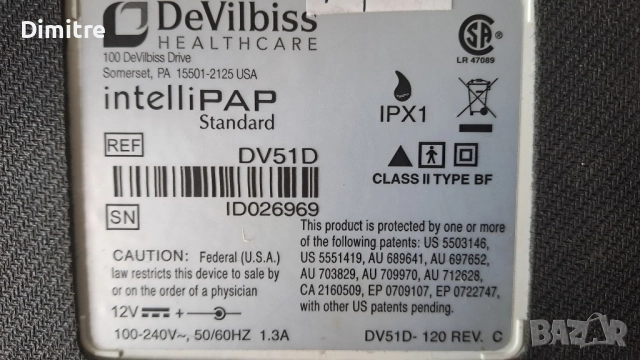 Dimitre
DeVilbiss
HEALTHCARE
100 DeVilbiss Drive
Somerset, PA 15501-2125 USA
LR 47089
intelliPAP
Standard
IPX1
REF
DV51D
CLASS II TYPE BF
ID026969
SN
This product is protected by one or more
of the following patents: US 5503146,
US 5551419, AU 689641, AU 697652,
AU 703829, AU 709970, AU 712628,
CA 2160509, EP 0709107, EP 0722747,
with other US patents pending.
CAUTION: Federal (U.S.A.)
law restricts this device to sale by
or on the order of a physician
12V
100-240V~, 50/60HZ 1.3A
DV51D- 120 REV. C
BAZAR